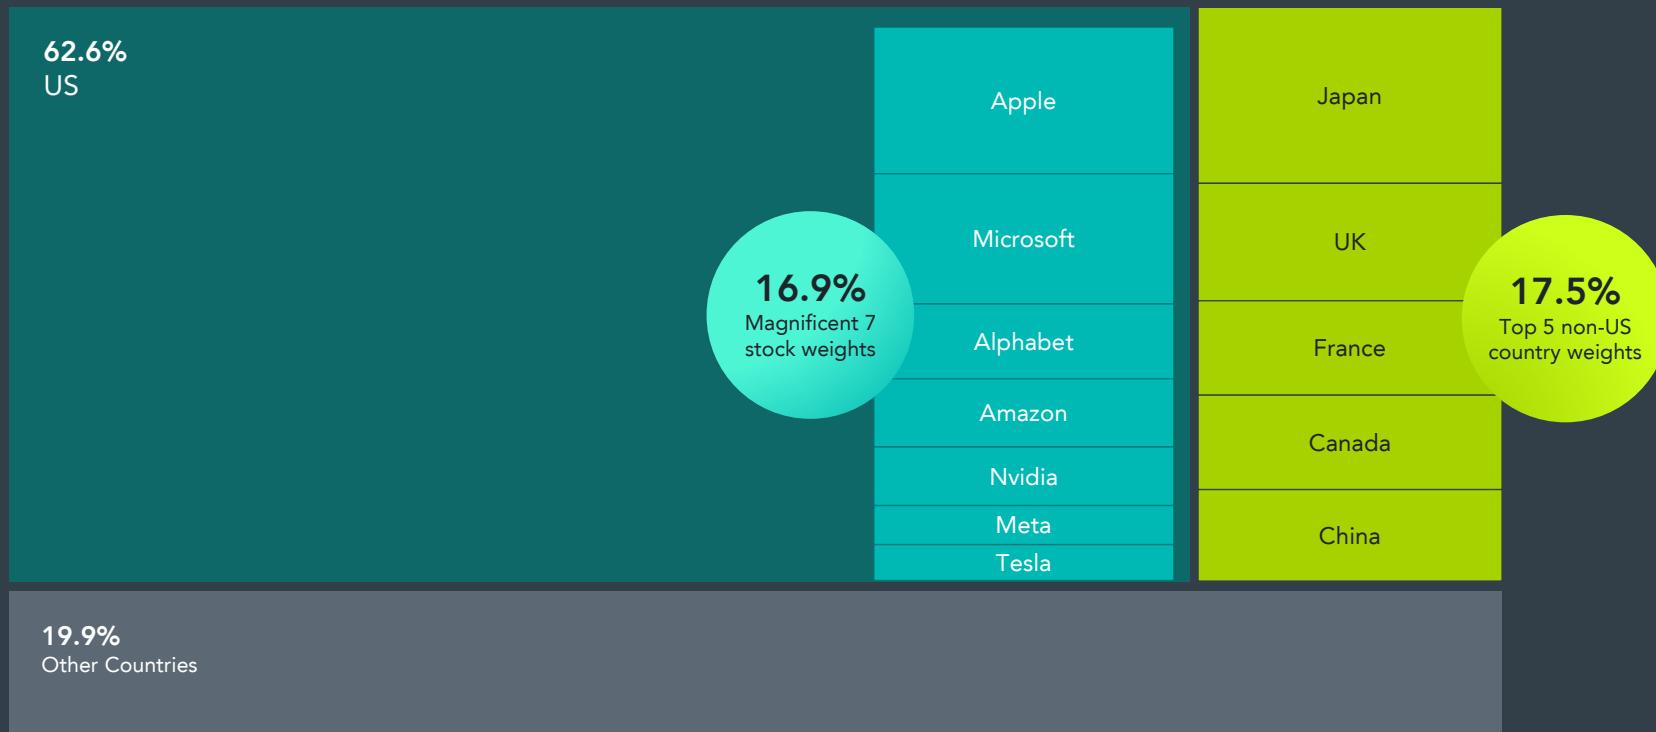 62.6%
US
Apple
Microsoft
Alphabet
Amazon
Nvidia
Meta
Tesla
16.9%
Magnificent 7
stock weights
Japan
UK
France
Canada
China
17.5%
Top 5 non-US
country weights
19.9%
Other Countries